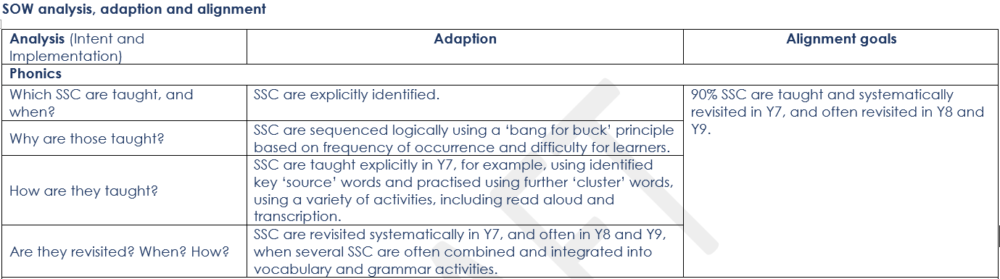 SOW analysis, adaption and alignment
Analysis (Intent and
Implementation)
Adaption
Alignment goals
Phonics
Which SSC are taught, and
when?
SSC are explicitly identified.
90% SSC are taught and systematically
revisited in Y7, and often revisited in Y8 and
Y9.
Why are those taught?
SSC are sequenced logically using a ‘bang for buck’ principle
based on frequency of occurrence and difficulty for learners.
How are they taught?
SSC are taught explicitly in Y7, for example, using identified
key ‘source’ words and practised using further ‘cluster’ words,
using a variety of activities, including read aloud and
transcription.
Are they revisited? When? How?
SSC are revisited systematically in Y7, and often in Y8 and Y9,
when several SSC are often combined and integrated into
vocabulary and grammar activities.